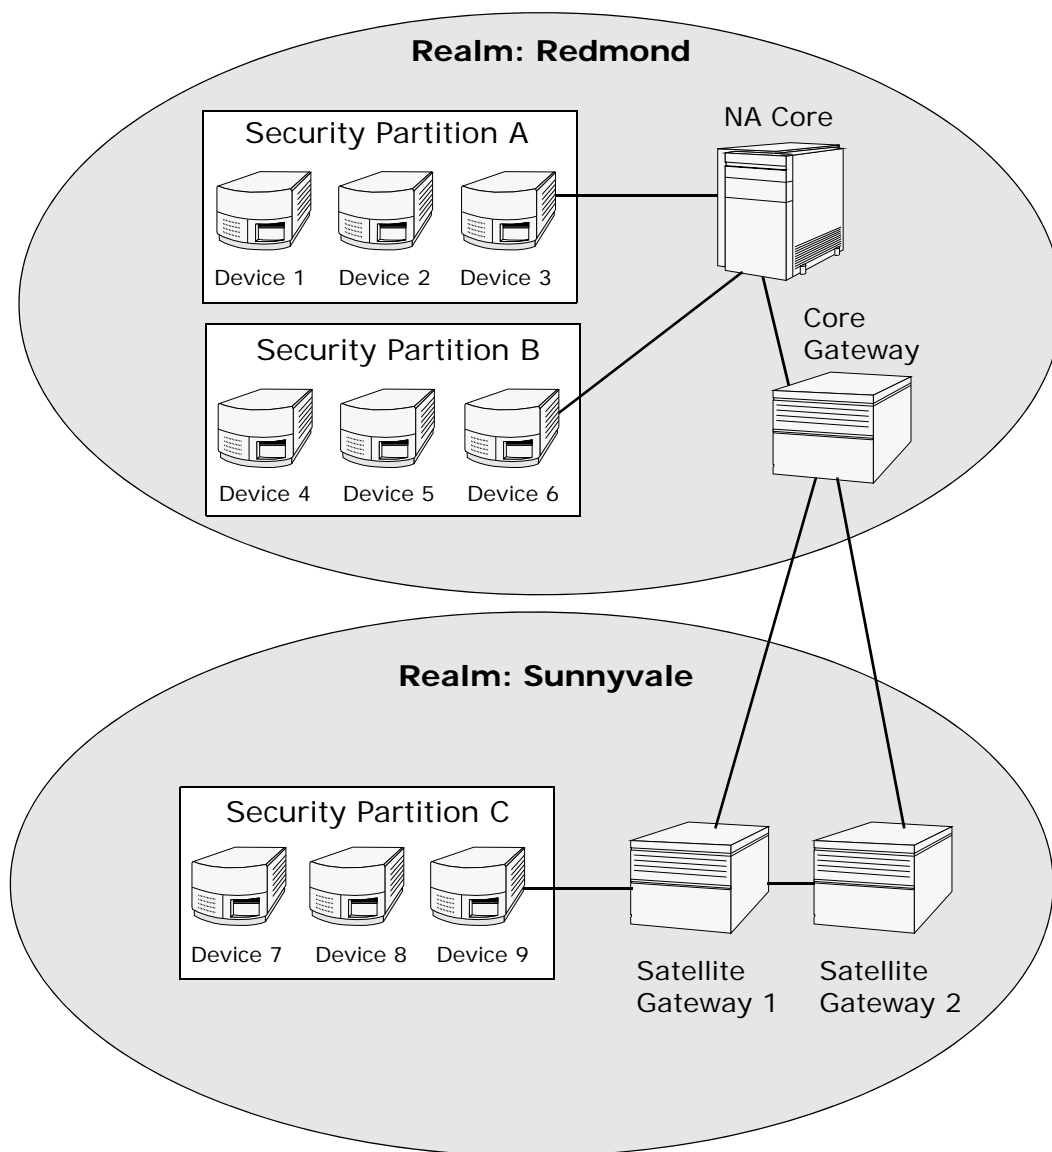 Realm: Redmond
Security Partition A
Device 1
Device 2
Device 3
NA Core
Security Partition B
Device 4
Device 5
Device 6
Core
Gateway
Realm: Sunnyvale
Security Partition C
Device 7
Device 8
Device 9
Satellite
Gateway 1
Satellite
Gateway 2